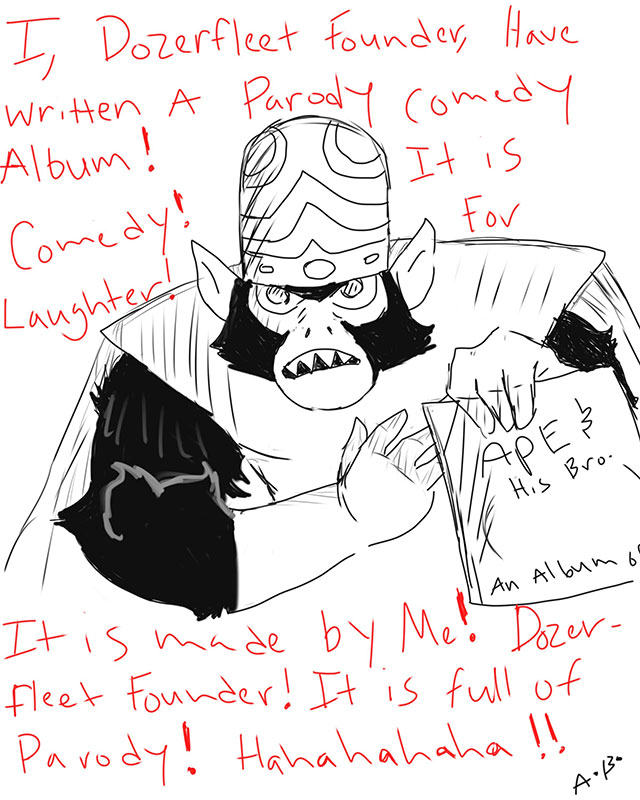 I, Dozerfleet Founder, Have
Written A Parody Comedy
Album! It is
Comedy! For
Laughter!
APE &
His Bro.
An Album of
It is made by Me! Dozer-
fleet Founder! It is full of
Parody! Hahahahaha!!
A.B.